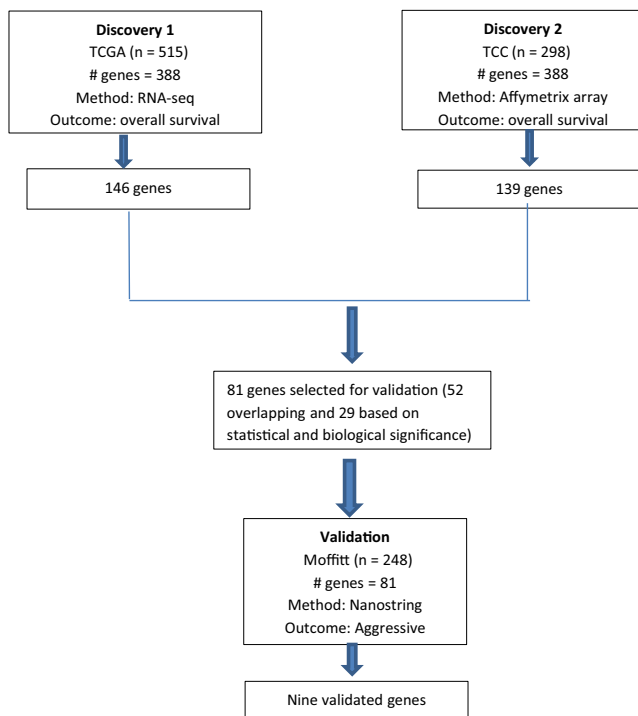 Discovery 1
TCGA (n = 515)
# genes = 388
Method: RNA-seq
Outcome: overall survival
Discovery 2
TCC (n = 298)
# genes = 388
Method: Affymetrix array
Outcome: overall survival
146 genes
139 genes
81 genes selected for validation (52
overlapping and 29 based on
statistical and biological significance)
Validation
Moffitt (n = 248)
# genes = 81
Method: Nanostring
Outcome: Aggressive
Nine validated genes